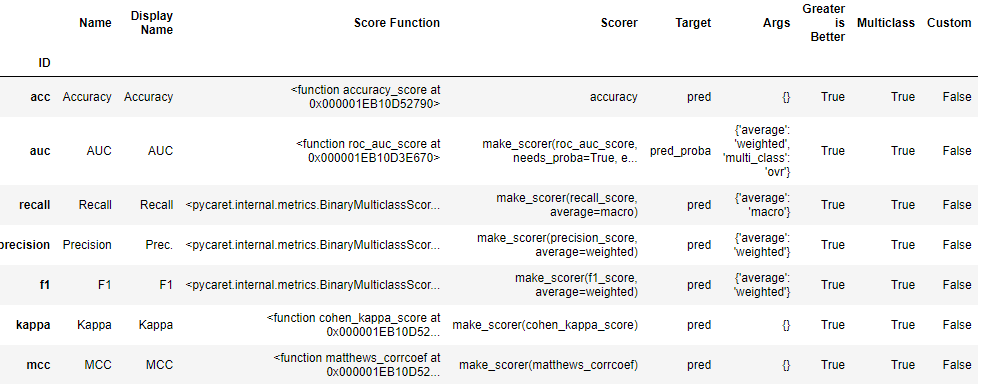 Name Display Name Score Function Scorer Target Args Greater is Better Multiclass Custom
ID
acc Accuracy Accuracy <function accuracy_score at 0x000001EB10D52790> accuracy pred {} True True False
auc AUC AUC <function roc_auc_score at 0x000001EB10D3E670> make_scorer(roc_auc_score, needs_proba=True, e... pred_proba {'average': 'weighted', 'multi_class': 'ovr'} True True False
recall Recall Recall <pycaret.internal.metrics.BinaryMulticlassScor... make_scorer(recall_score, average=macro) pred {'average': 'macro'} True True False
precision Precision Prec. <pycaret.internal.metrics.BinaryMulticlassScor... make_scorer(precision_score, average=weighted) pred {'average': 'weighted'} True True False
f1 F1 F1 <pycaret.internal.metrics.BinaryMulticlassScor... make_scorer(f1_score, average=weighted) pred {'average': 'weighted'} True True False
kappa Kappa Kappa <function cohen_kappa_score at 0x000001EB10D52... make_scorer(cohen_kappa_score) pred {} True True False
mcc MCC MCC <function matthews_corrcoef at 0x000001EB10D52... make_scorer(matthews_corrcoef) pred {} True True False